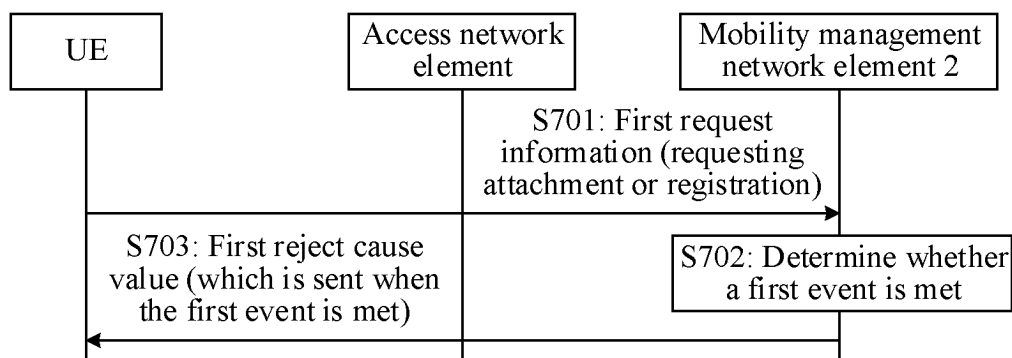 UE
Access network
element
Mobility management
network element 2
S701: First request
information (requesting
attachment or registration)
S703: First reject cause
value (which is sent when
the first event is met)
S702: Determine whether
a first event is met